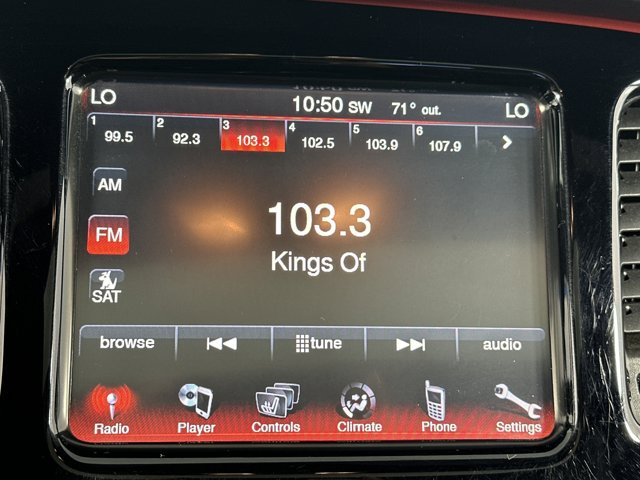 LO 10:50 SW 71° out. LO
1 99.5 2 92.3 3 103.3 4 102.5 5 103.9 6 107.9 >
AM
FM
SAT
103.3
Kings Of
browse tune audio
Radio Player Controls Climate Phone Settings